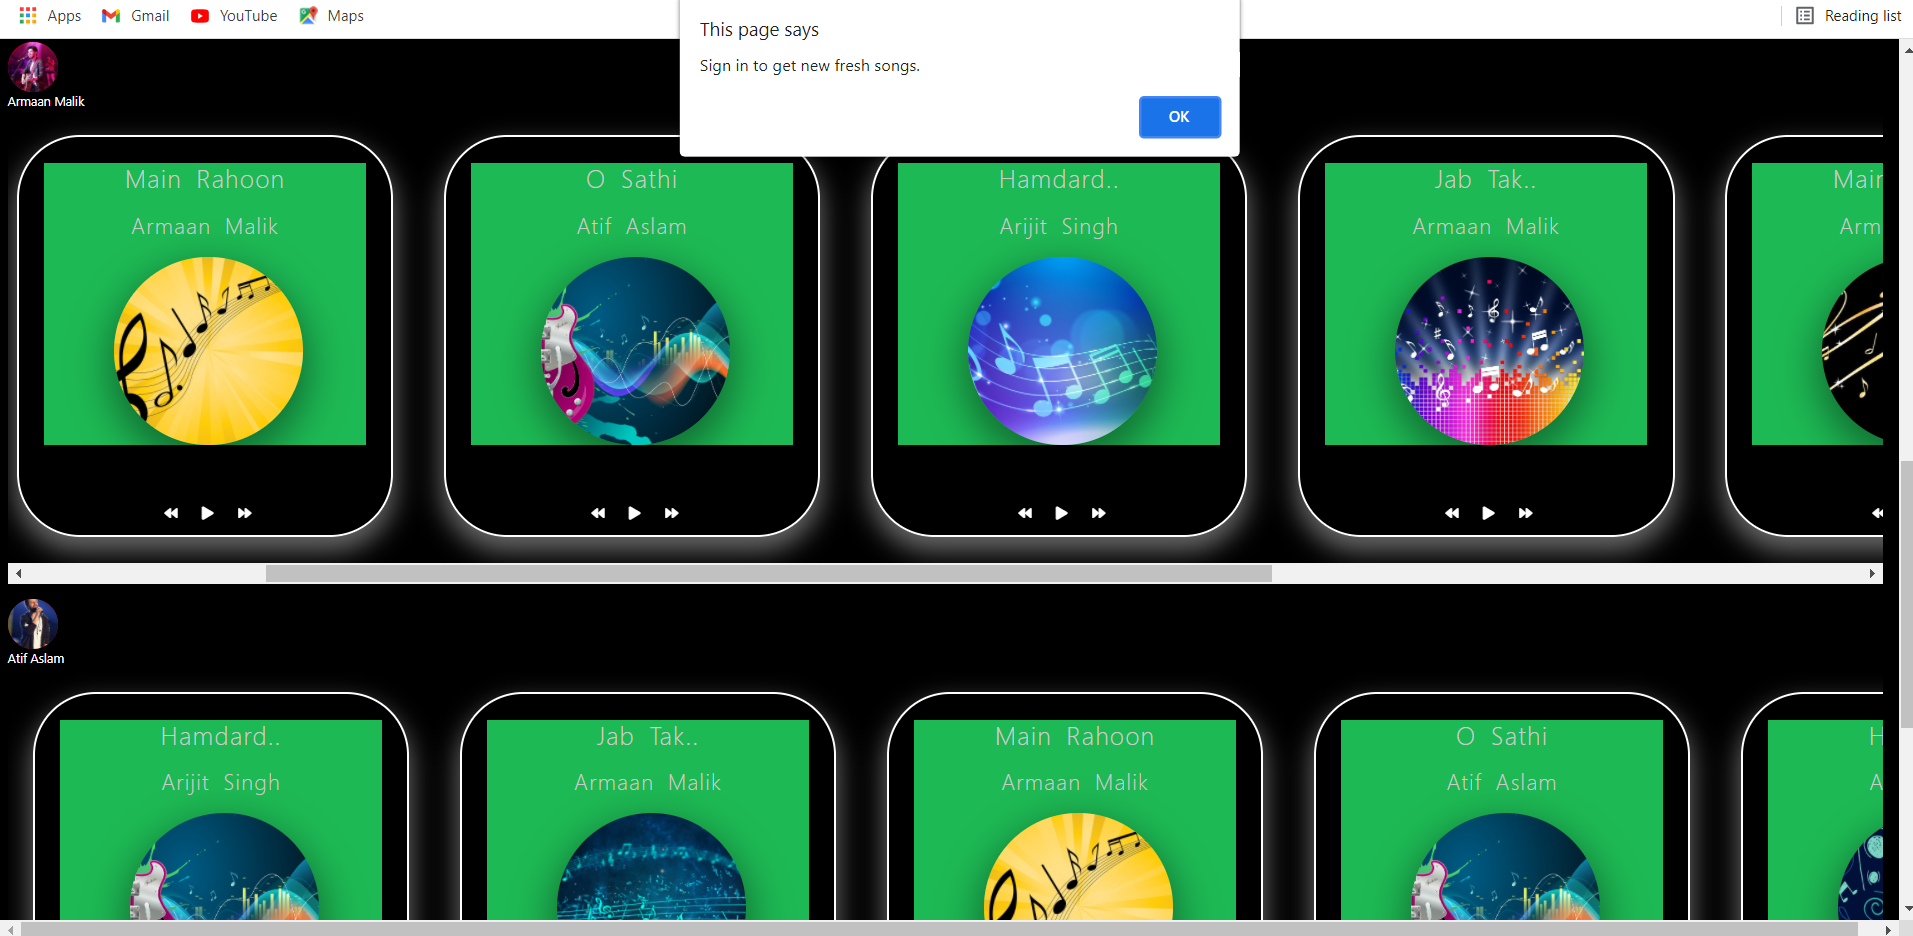 Apps Gmail YouTube Maps Reading list
This page says
Sign in to get new fresh songs.
OK
Armaan Malik
Main Rahoon
Armaan Malik
O Sathi
Atif Aslam
Hamdard..
Arijit Singh
Jab Tak..
Armaan Malik
Main
Arm
Atif Aslam
Hamdard..
Arijit Singh
Jab Tak..
Armaan Malik
Main Rahoon
Armaan Malik
O Sathi
Atif Aslam
H
A